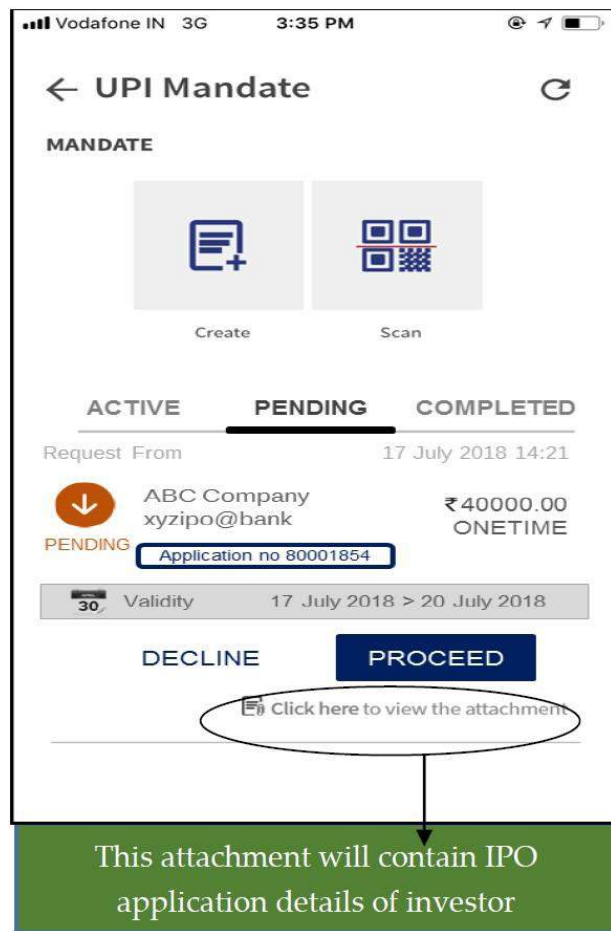 Vodafone IN 3G 3:35 PM
← UPI Mandate
MANDATE
Create Scan
ACTIVE PENDING COMPLETED
Request From 17 July 2018 14:21
ABC Company ₹40000.00
xyzipo@bank ONETIME
PENDING
Application no 80001854
30 Validity 17 July 2018 > 20 July 2018
DECLINE PROCEED
Click here to view the attachment
This attachment will contain IPO
application details of investor